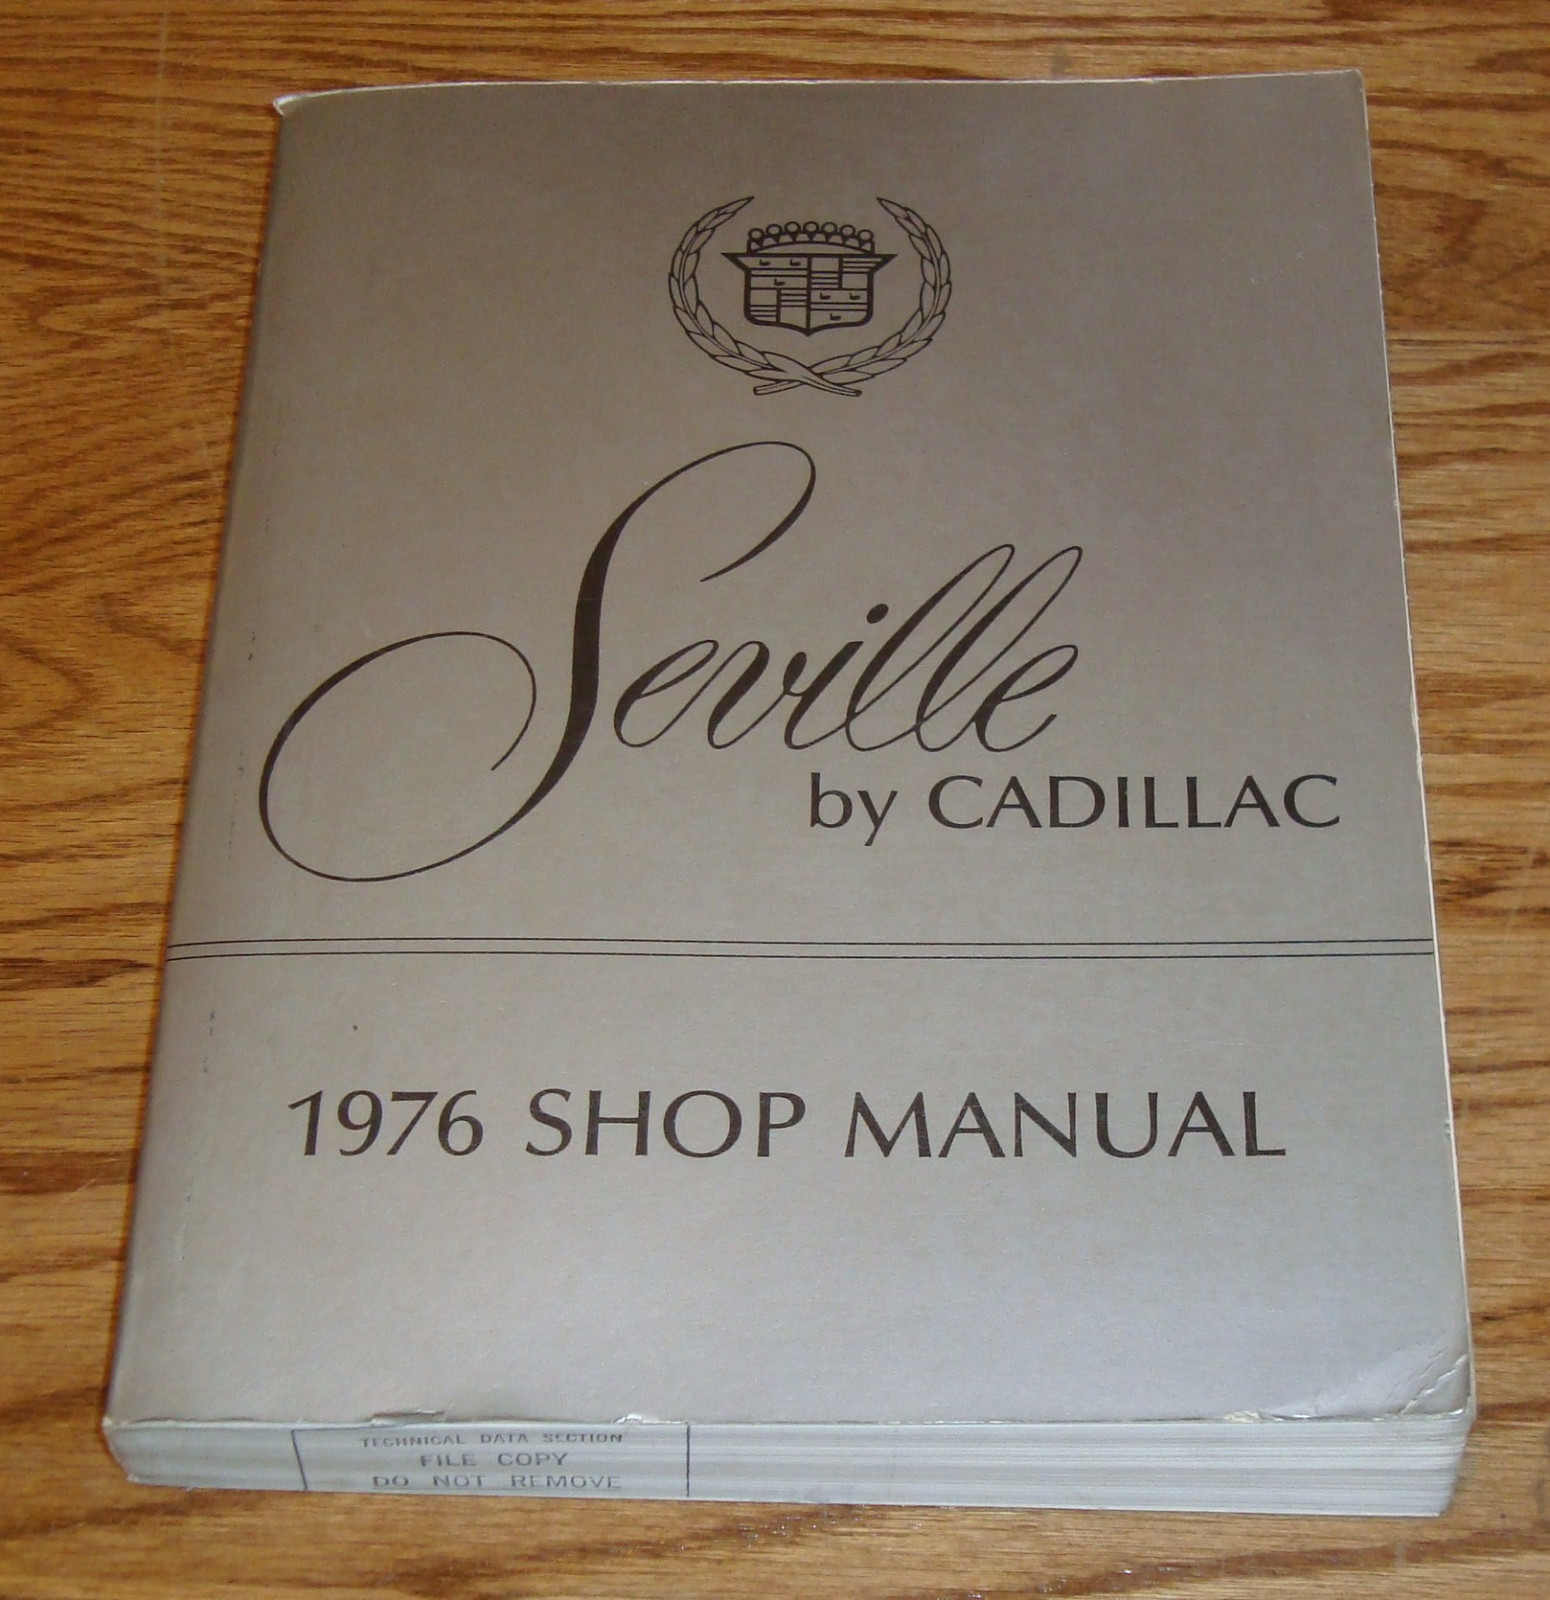 Seville
by CADILLAC
1976 SHOP MANUAL
TECHNICAL DATA SECTION
FILE COPY
DO NOT REMOVE